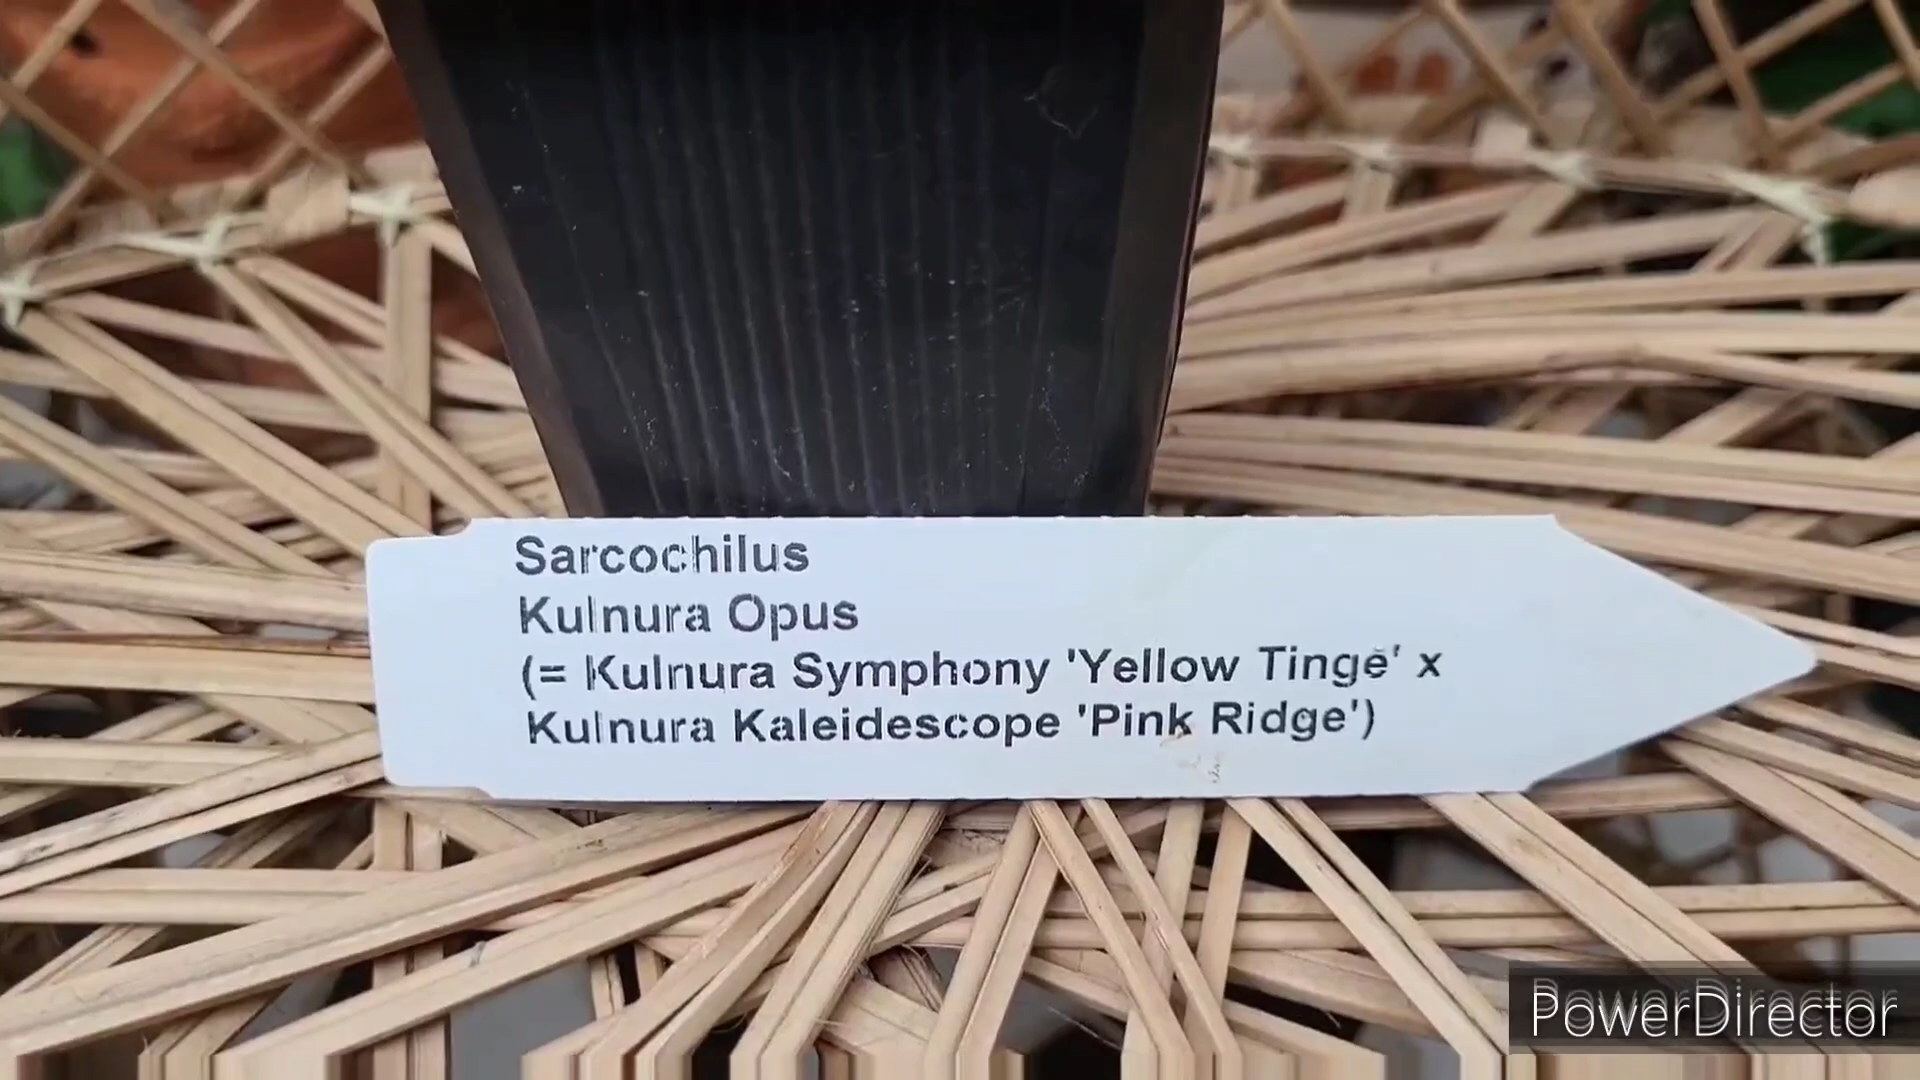 Sarcochilus
Kulnura Opus
(= Kulnura Symphony 'Yellow Tinge' x
Kulnura Kaleidescope 'Pink Ridge')
PowerDirector